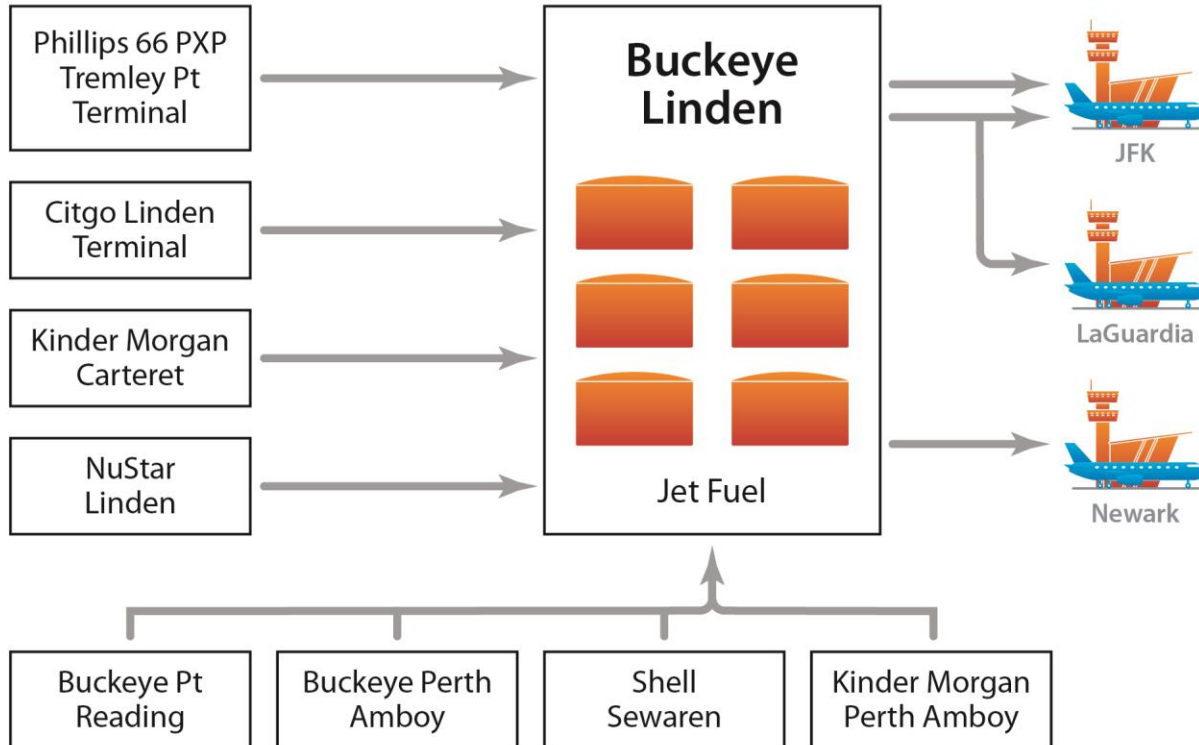 Phillips 66 PXP
Tremley Pt
Terminal
Citgo Linden
Terminal
Kinder Morgan
Carteret
NuStar
Linden
Buckeye
Linden
Jet Fuel
JFK
LaGuardia
Newark
Buckeye Pt
Reading
Buckeye Perth
Amboy
Shell
Sewaren
Kinder Morgan
Perth Amboy